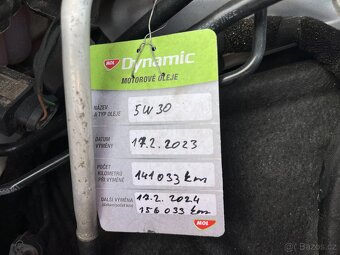 MOL Dynamic
MOTOROVÉ OLEJE
NÁZEV
A TYP OLEJE
5W30
DATUM
VÝMĚNY
17.2.2023
POČET
KILOMETRŮ
PŘI VÝMĚNĚ
141 033 km
DALŠÍ VÝMĚNA
17.2.2024
156 033 km
MOL
Bazos.cz